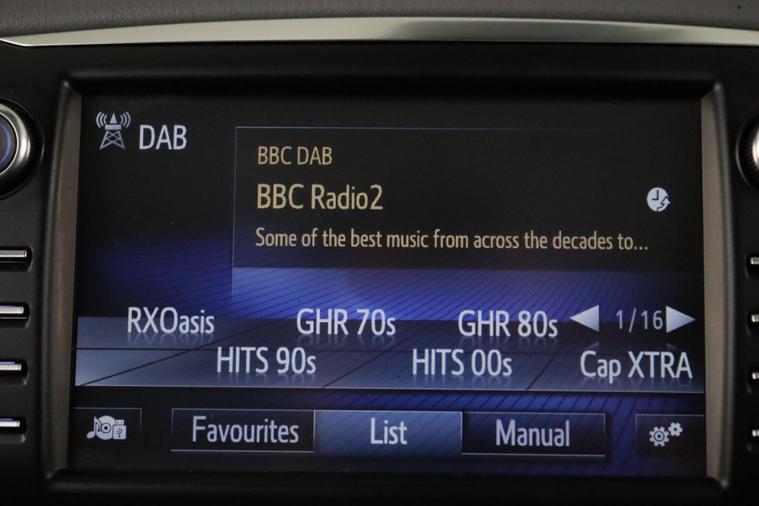 DAB
BBC DAB
BBC Radio2
Some of the best music from across the decades to...
RXOasis GHR 70s GHR 80s 1/16
HITS 90s HITS 00s Cap XTRA
Favourites List Manual